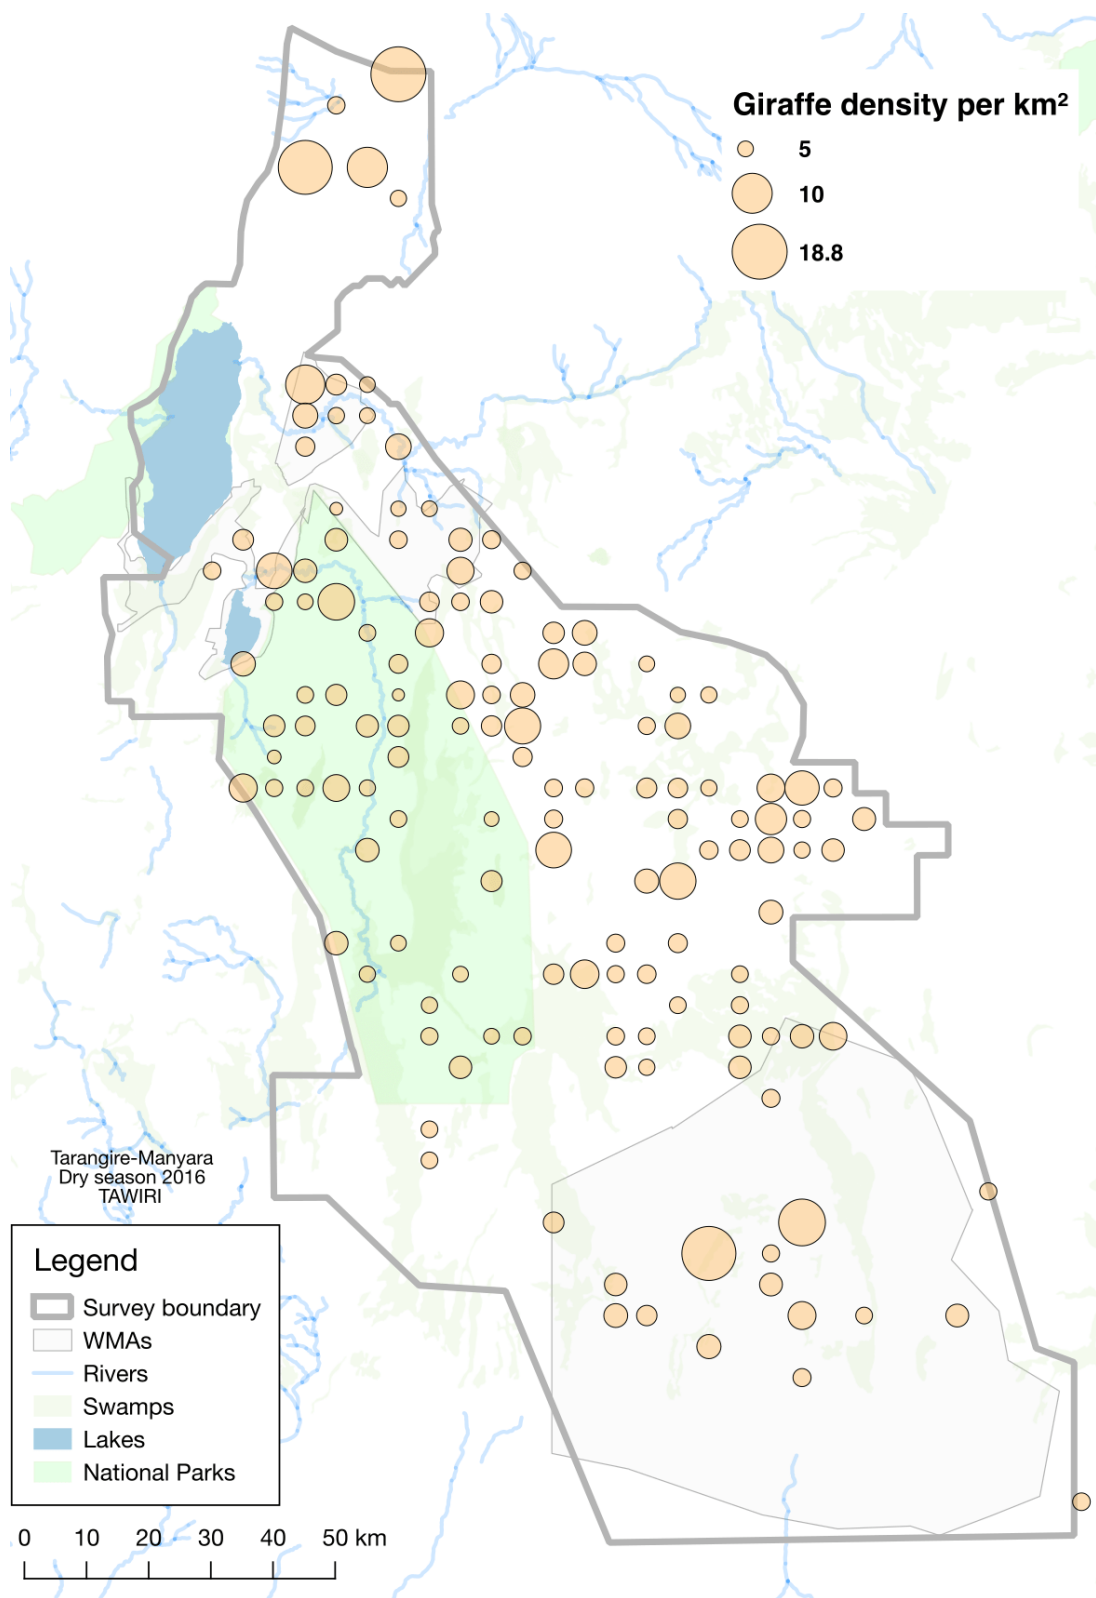 Giraffe density per km²
5
10
18.8
Tarangire-Manyara
Dry season 2016
TAWIRI
Legend
Survey boundary
WMAs
Rivers
Swamps
Lakes
National Parks
0 10 20 30 40 50 km